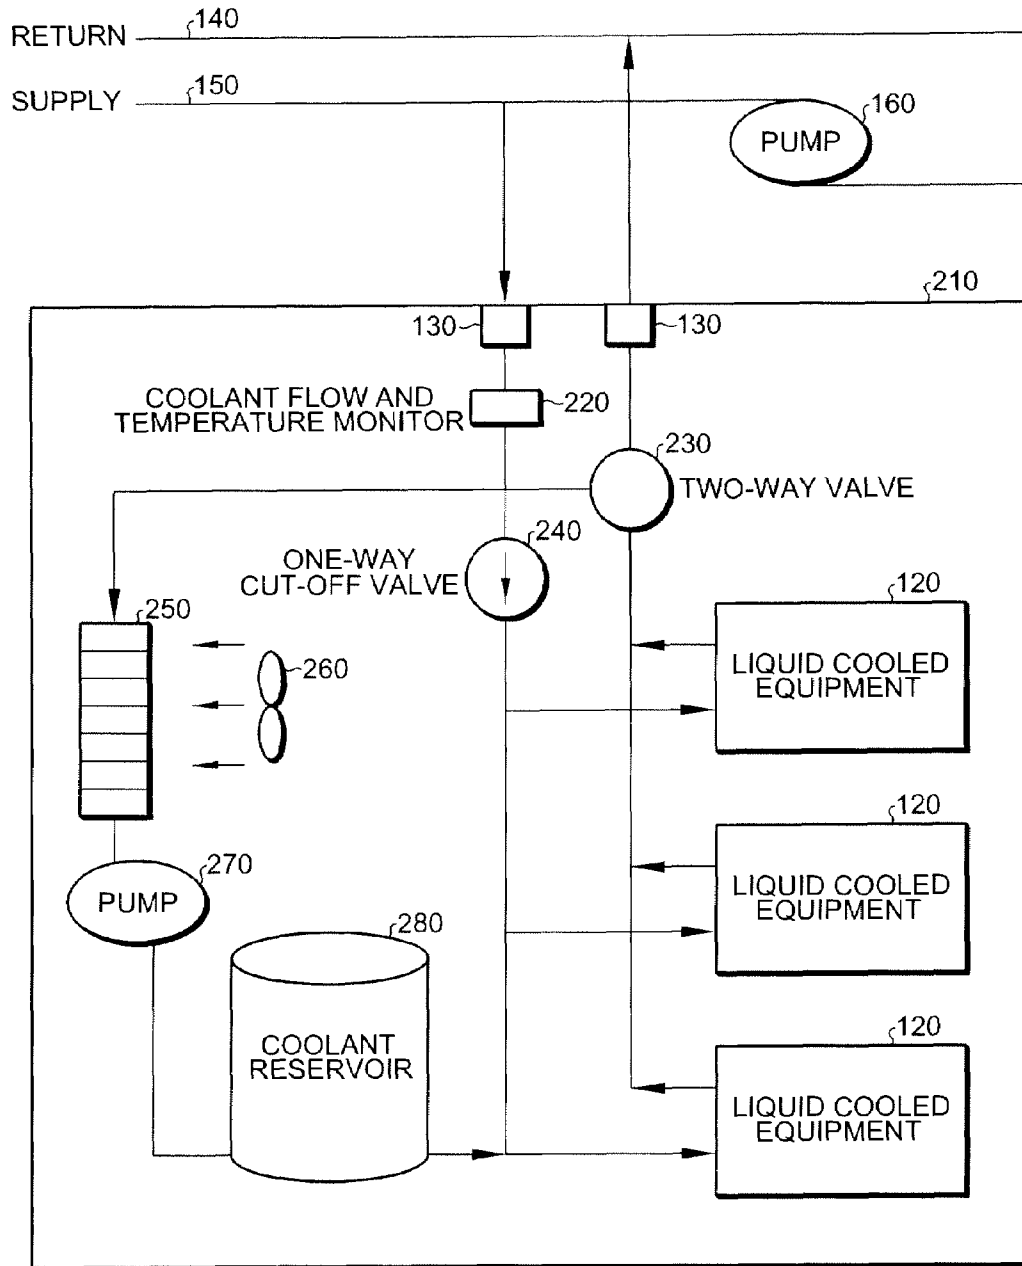 RETURN
140
SUPPLY
150
160
PUMP
210
130
130
COOLANT FLOW AND
TEMPERATURE MONITOR
220
230
TWO-WAY VALVE
240
ONE-WAY
CUT-OFF VALVE
250
260
120
LIQUID COOLED
EQUIPMENT
120
LIQUID COOLED
EQUIPMENT
270
PUMP
280
COOLANT
RESERVOIR
120
LIQUID COOLED
EQUIPMENT